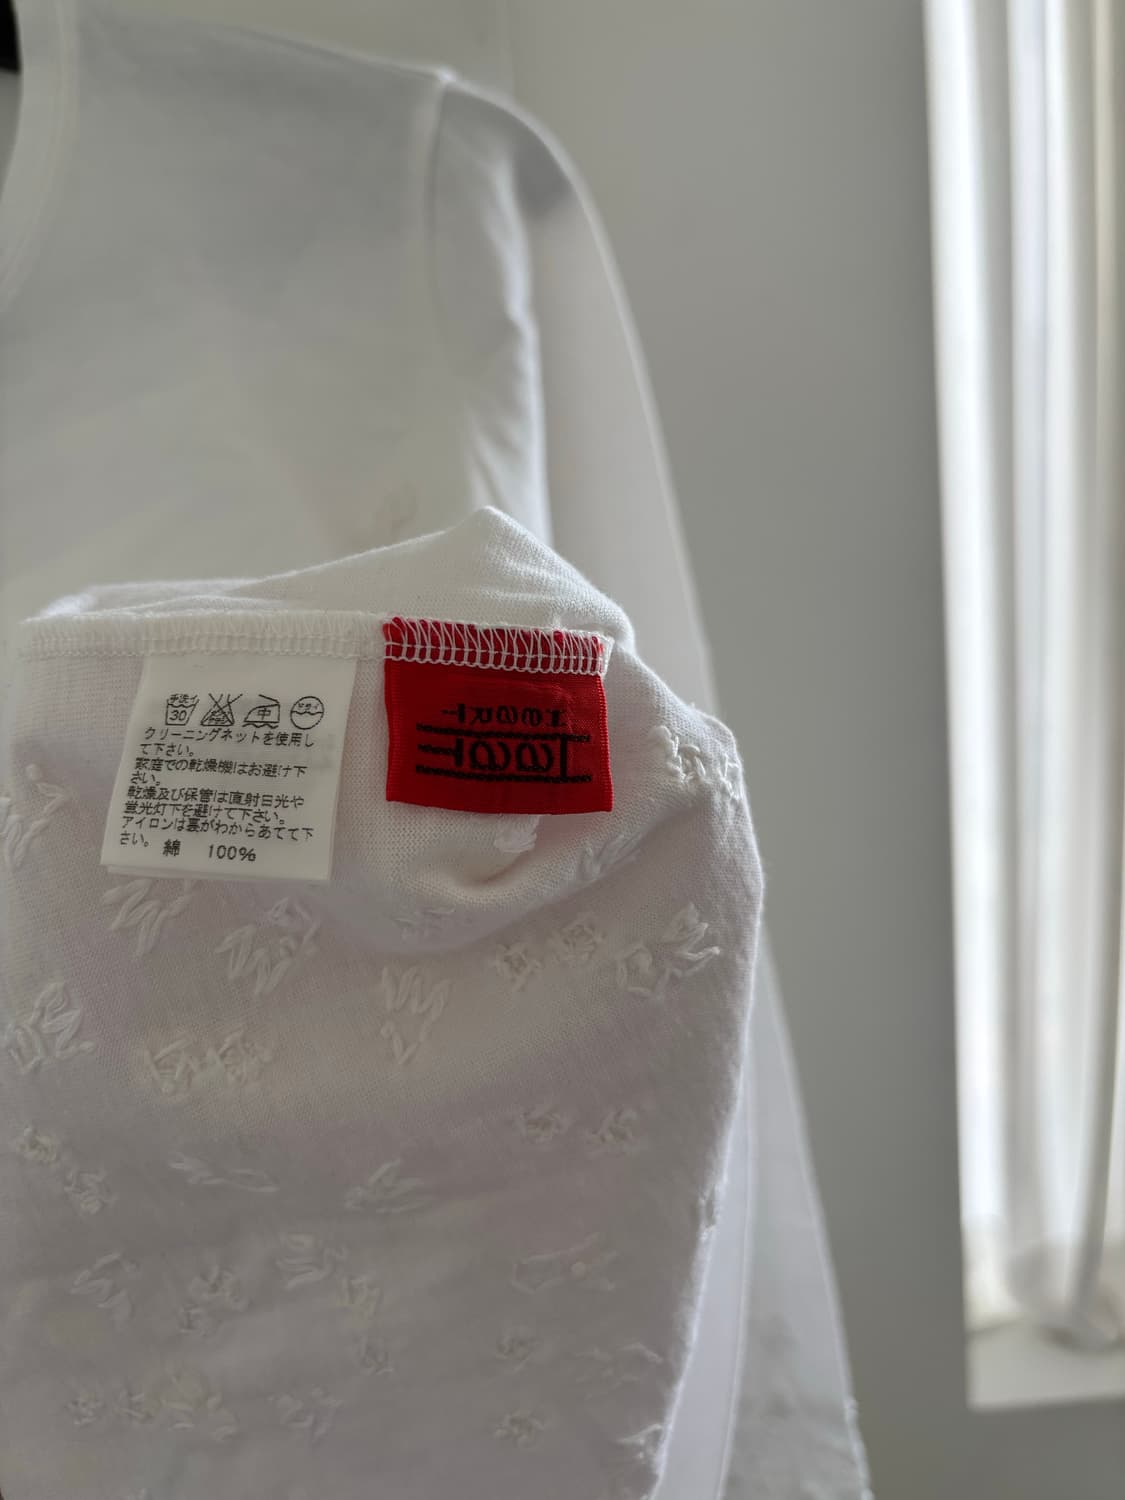 手洗イ
30
中
クリーニングネットを使用し
て下さい。
家庭での乾燥機はお避け下
さい。
乾燥及び保管は直射日光や
蛍光灯下を避けて下さい。
アイロンは裏がわからあてて下
さい。
綿 100%